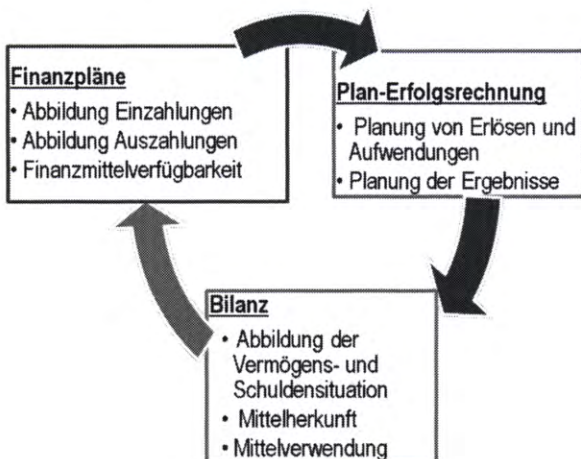 Finanzpläne
• Abbildung Einzahlungen
• Abbildung Auszahlungen
• Finanzmittelverfügbarkeit
Plan-Erfolgsrechnung
• Planung von Erlösen und
Aufwendungen
• Planung der Ergebnisse
Bilanz
• Abbildung der
Vermögens- und
Schuldensituation
• Mittelherkunft
• Mittelverwendung